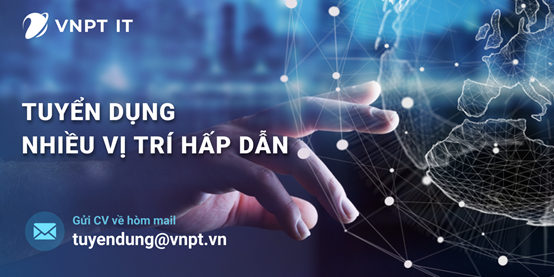 VNPT IT
TUYỂN DỤNG
NHIỀU VỊ TRÍ HẤP DẪN
Gửi CV về hòm mail
tuyendung@vnpt.vn